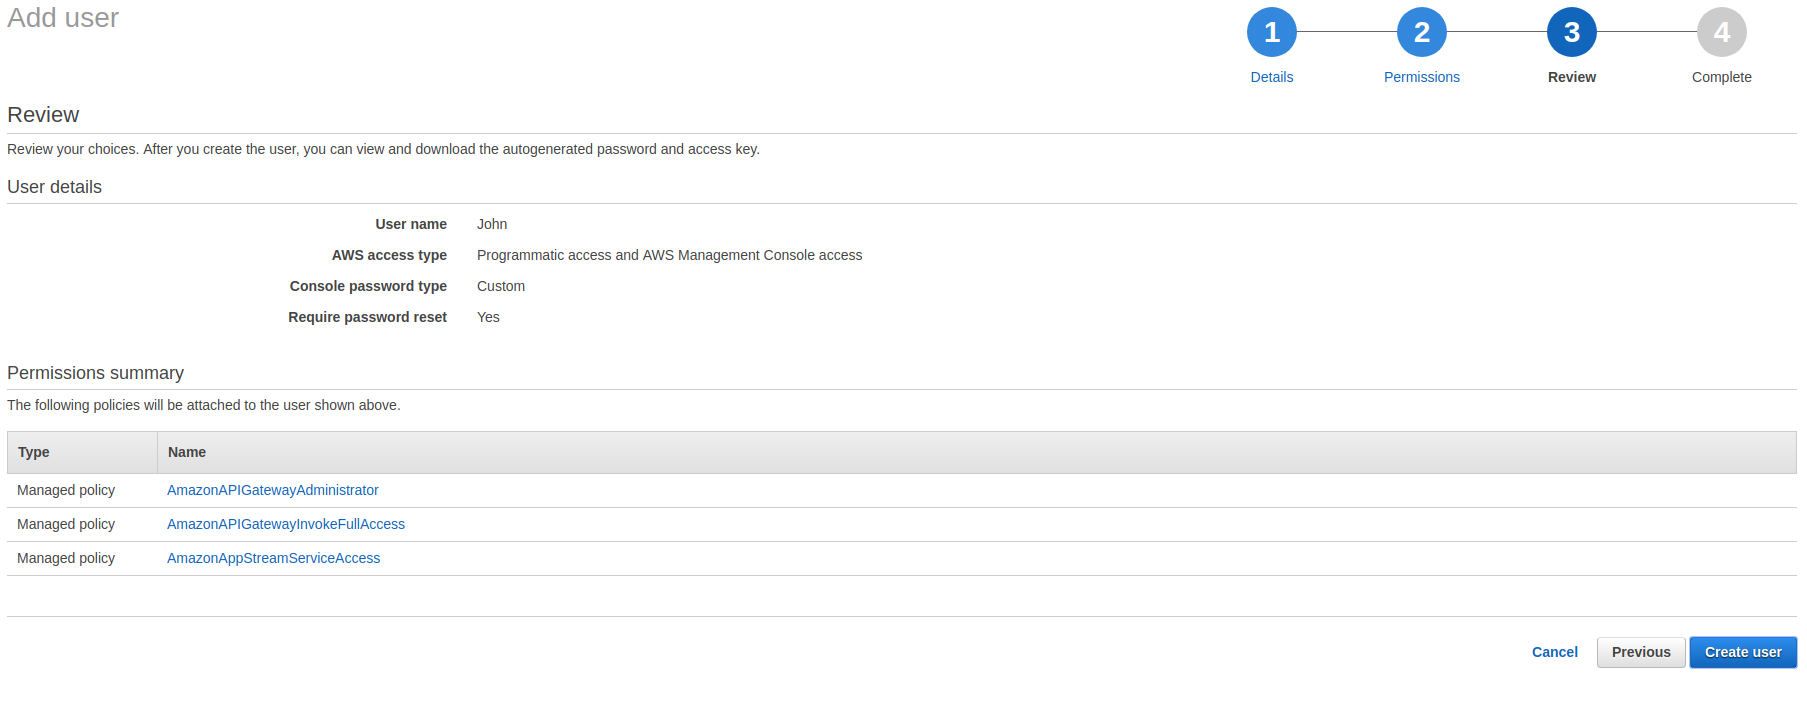 Add user
1 2 3 4
Details Permissions Review Complete
Review
Review your choices. After you create the user, you can view and download the autogenerated password and access key.
User details
User name John
AWS access type Programmatic access and AWS Management Console access
Console password type Custom
Require password reset Yes
Permissions summary
The following policies will be attached to the user shown above.
Type Name
Managed policy AmazonAPIGatewayAdministrator
Managed policy AmazonAPIGatewayInvokeFullAccess
Managed policy AmazonAppStreamServiceAccess
Cancel Previous Create user